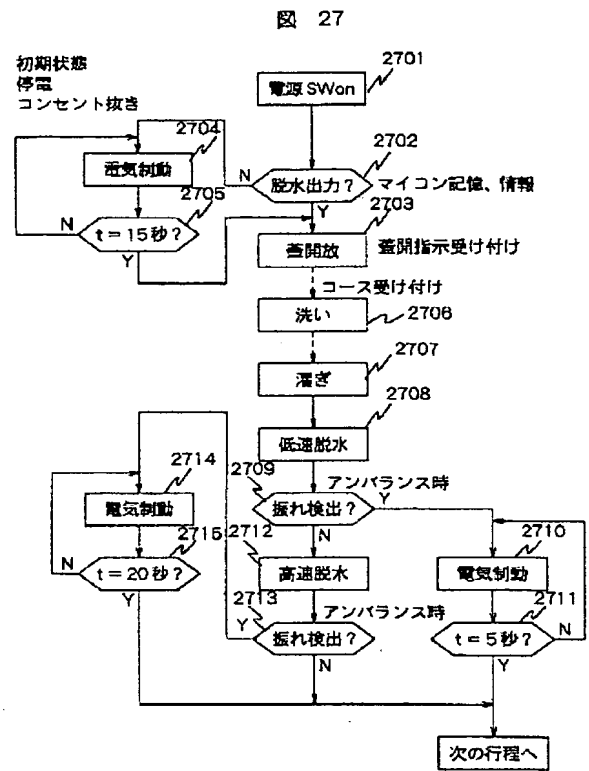 図 27
初期状態
停電
コンセント抜き
2701
電源SWon
2704
電気制動
2702
N
脱水出力？
マイコン記憶、情報
2705
Y
2703
N
t＝15秒？
Y
蓋開放
蓋開指示受け付け
コース受け付け
洗い
2706
2707
濯ぎ
2708
低速脱水
2714
2709
アンバランス時
電気制動
振れ検出？
Y
2715
2712
N
2710
N
t＝20秒？
高速脱水
電気制動
Y
2713
アンバランス時
2711
Y
振れ検出？
t＝5秒？
N
N
Y
次の行程へ